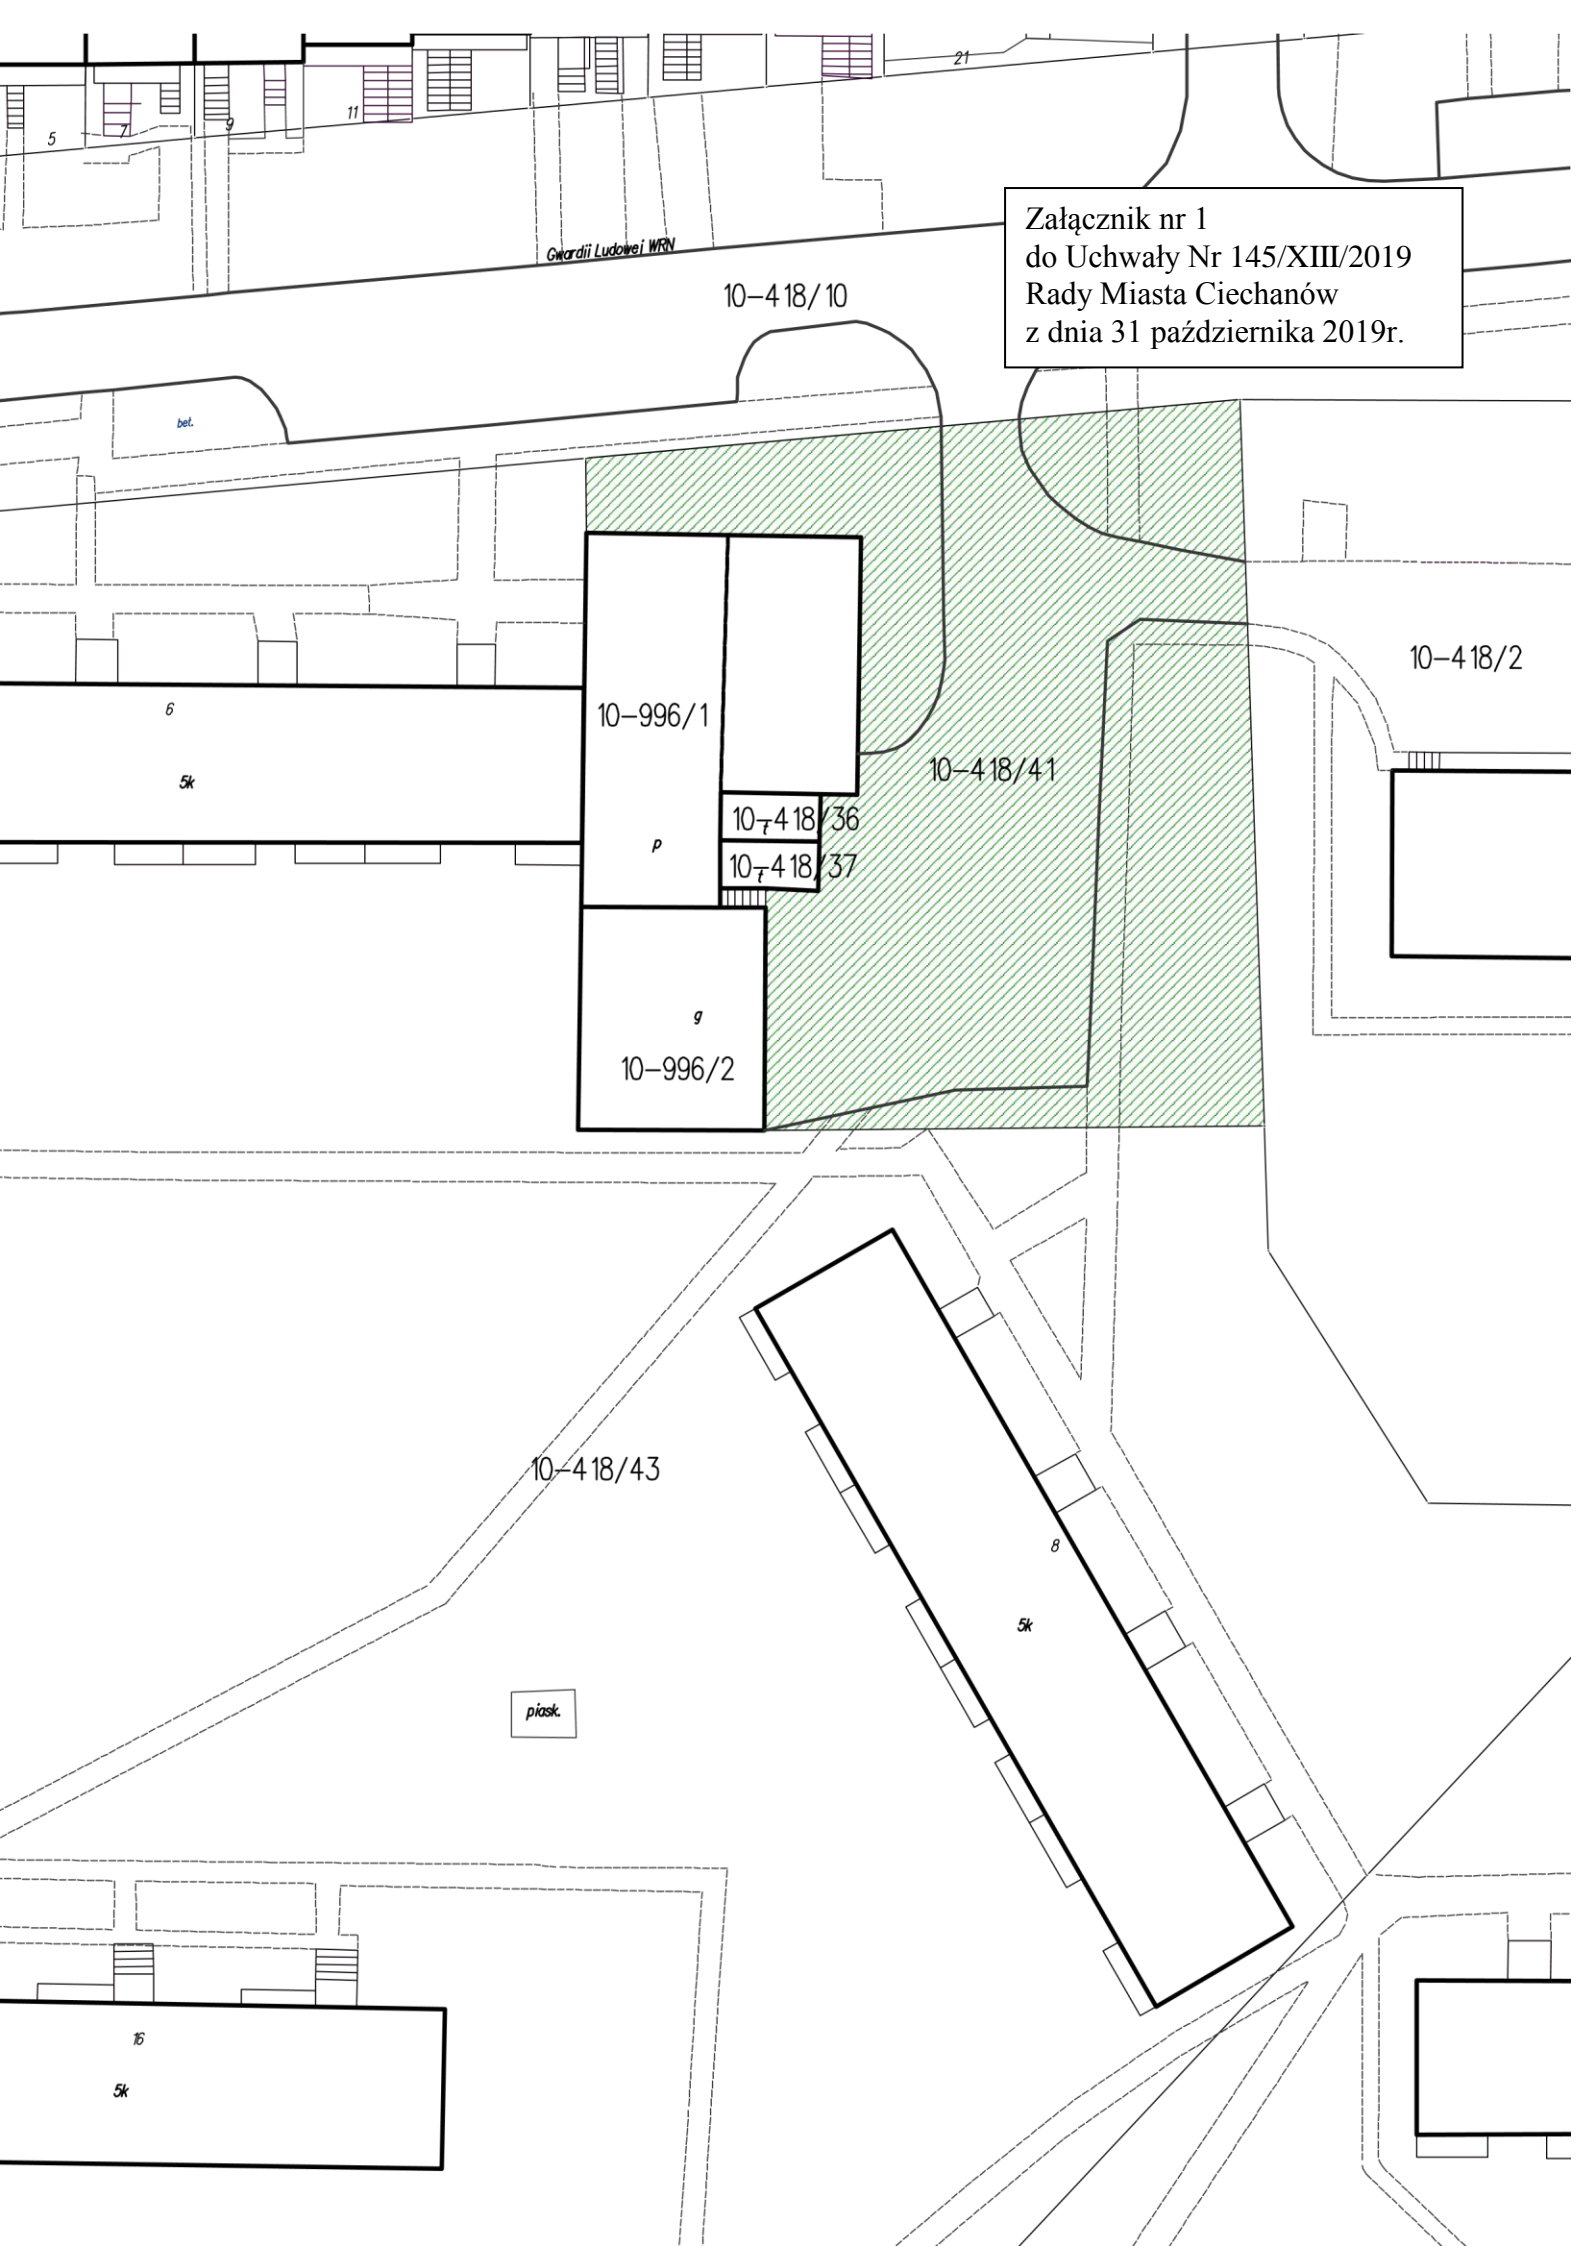 21
11
9
7
5
Załącznik nr 1
do Uchwały Nr 145/XIII/2019
Rady Miasta Ciechanów
z dnia 31 października 2019r.
Gwardii Ludowej WRN
10-418/10
bet.
10-418/2
6
10-996/1
10-418/41
5k
10-418/36
t
p
10-418/37
t
g
10-996/2
10-418/43
8
5k
piask.
16
5k